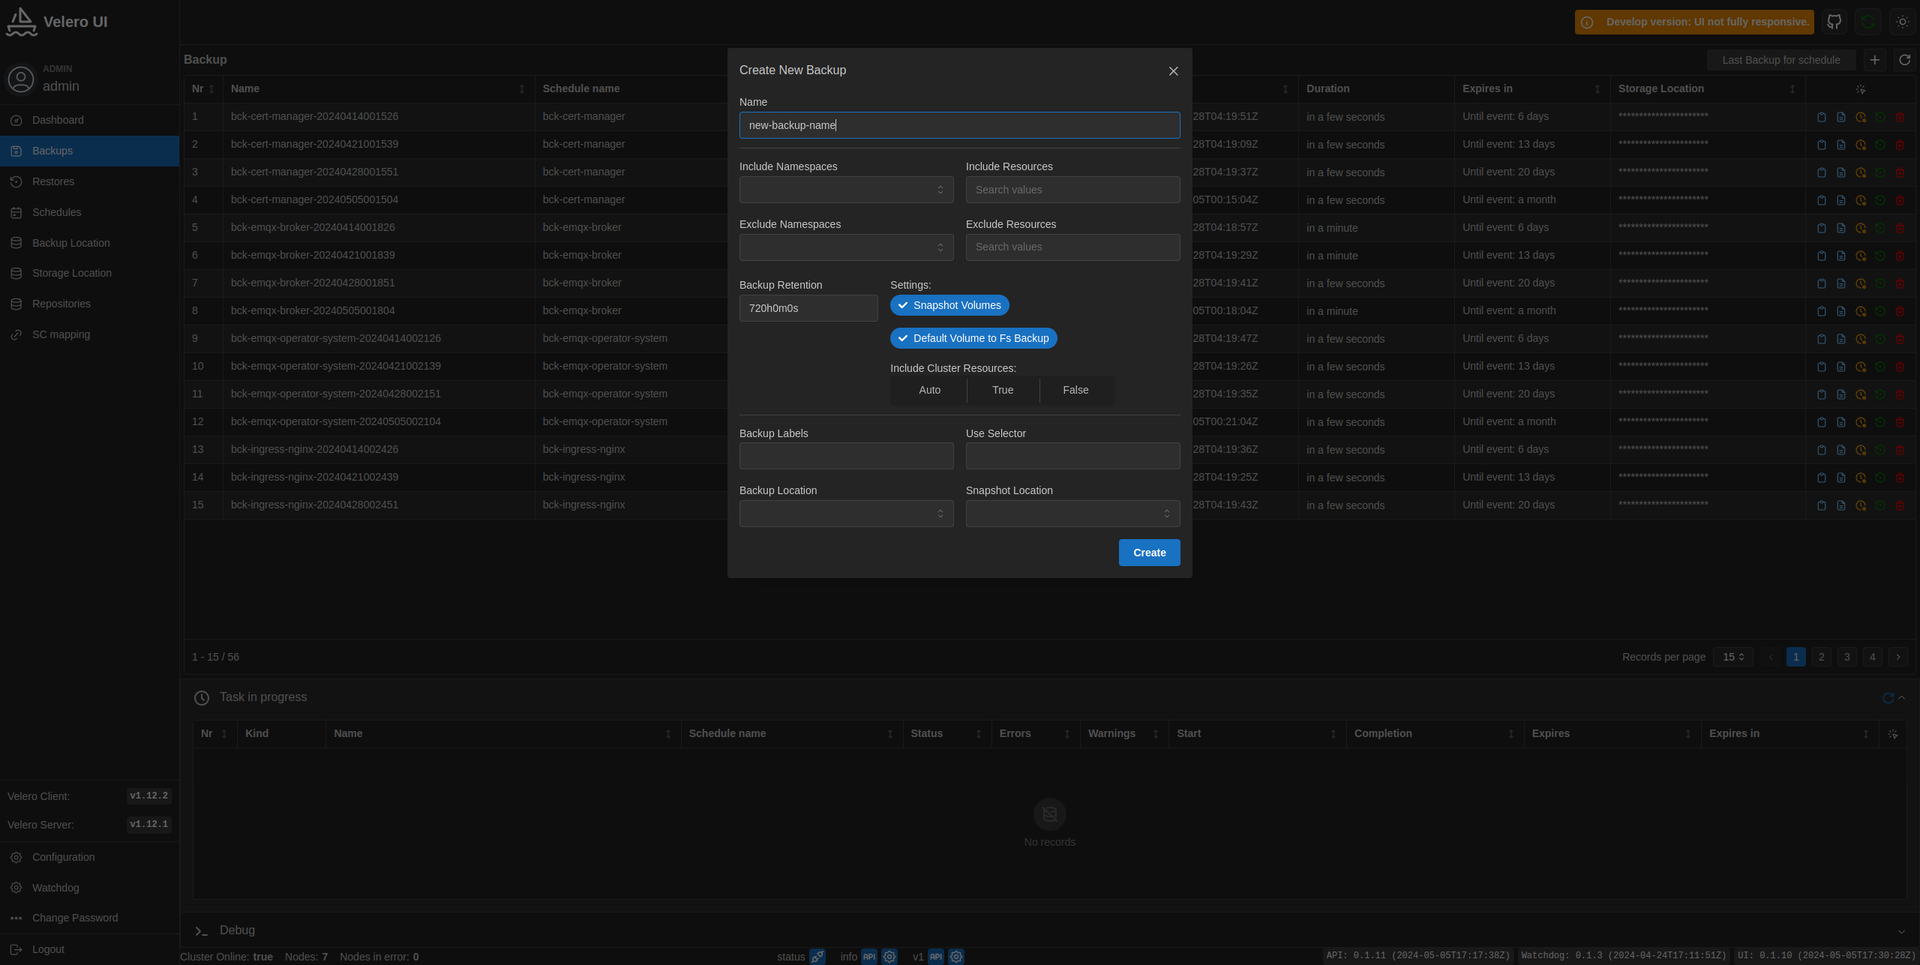 Velero UI
Develop version: UI not fully responsive.
ADMIN
admin
Dashboard
Backups
Restores
Schedules
Backup Location
Storage Location
Repositories
SC mapping
Velero Client: v1.12.2
Velero Server: v1.12.1
Configuration
Watchdog
Change Password
Logout
Backup
Last Backup for schedule
Nr Name Schedule name Duration Expires in Storage Location
1 bck-cert-manager-20240414001526 bck-cert-manager 28T04:19:51Z in a few seconds Until event: 6 days ***********************
2 bck-cert-manager-20240421001539 bck-cert-manager 28T04:19:09Z in a few seconds Until event: 13 days ***********************
3 bck-cert-manager-20240428001551 bck-cert-manager 28T04:19:37Z in a few seconds Until event: 20 days ***********************
4 bck-cert-manager-20240505001504 bck-cert-manager 05T00:15:04Z in a few seconds Until event: a month ***********************
5 bck-emqx-broker-20240414001826 bck-emqx-broker 28T04:18:57Z in a minute Until event: 6 days ***********************
6 bck-emqx-broker-20240421001839 bck-emqx-broker 28T04:19:29Z in a minute Until event: 13 days ***********************
7 bck-emqx-broker-20240428001851 bck-emqx-broker 28T04:19:41Z in a few seconds Until event: 20 days ***********************
8 bck-emqx-broker-20240505001804 bck-emqx-broker 05T00:18:04Z in a minute Until event: a month ***********************
9 bck-emqx-operator-system-20240414002126 bck-emqx-operator-system 28T04:19:47Z in a few seconds Until event: 6 days ***********************
10 bck-emqx-operator-system-20240421002139 bck-emqx-operator-system 28T04:19:26Z in a few seconds Until event: 13 days ***********************
11 bck-emqx-operator-system-20240428002151 bck-emqx-operator-system 28T04:19:35Z in a few seconds Until event: 20 days ***********************
12 bck-emqx-operator-system-20240505002104 bck-emqx-operator-system 05T00:21:04Z in a few seconds Until event: a month ***********************
13 bck-ingress-nginx-20240414002426 bck-ingress-nginx 28T04:19:36Z in a few seconds Until event: 6 days ***********************
14 bck-ingress-nginx-20240421002439 bck-ingress-nginx 28T04:19:25Z in a few seconds Until event: 13 days ***********************
15 bck-ingress-nginx-20240428002451 bck-ingress-nginx 28T04:19:43Z in a few seconds Until event: 20 days ***********************
1 - 15 / 56
Records per page 15 1 2 3 4
Create New Backup
Name
new-backup-name
Include Namespaces Include Resources
Search values
Exclude Namespaces Exclude Resources
Search values
Backup Retention Settings:
720h0m0s Snapshot Volumes
Default Volume to Fs Backup
Include Cluster Resources:
Auto True False
Backup Labels Use Selector
Backup Location Snapshot Location
Create
Task in progress
Nr Kind Name Schedule name Status Errors Warnings Start Completion Expires Expires in
No records
Debug
Cluster Online: true Nodes: 7 Nodes in error: 0 status info API v1 API API: 0.1.11 (2024-05-05T17:17:38Z) Watchdog: 0.1.3 (2024-04-24T17:11:51Z) UI: 0.1.10 (2024-05-05T17:30:28Z)